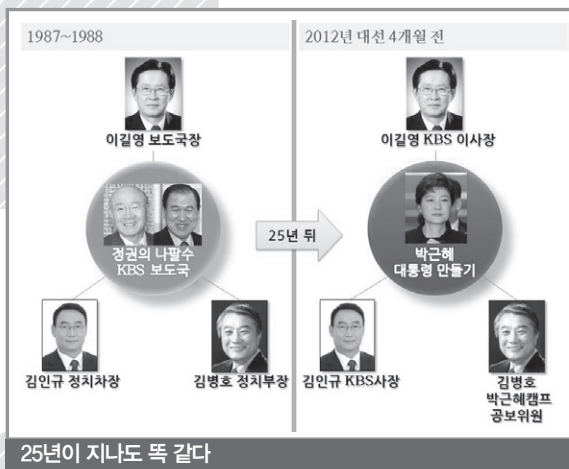 1987~1988
이길영 보도국장
정권의 나팔수
KBS 보도국
김인규 정치차장
김병호 정치부장
25년 뒤
2012년 대선 4개월 전
이길영 KBS 이사장
박근혜
대통령 만들기
김인규 KBS사장
김병호
박근혜캠프
공보위원
25년이 지나도 똑 같다